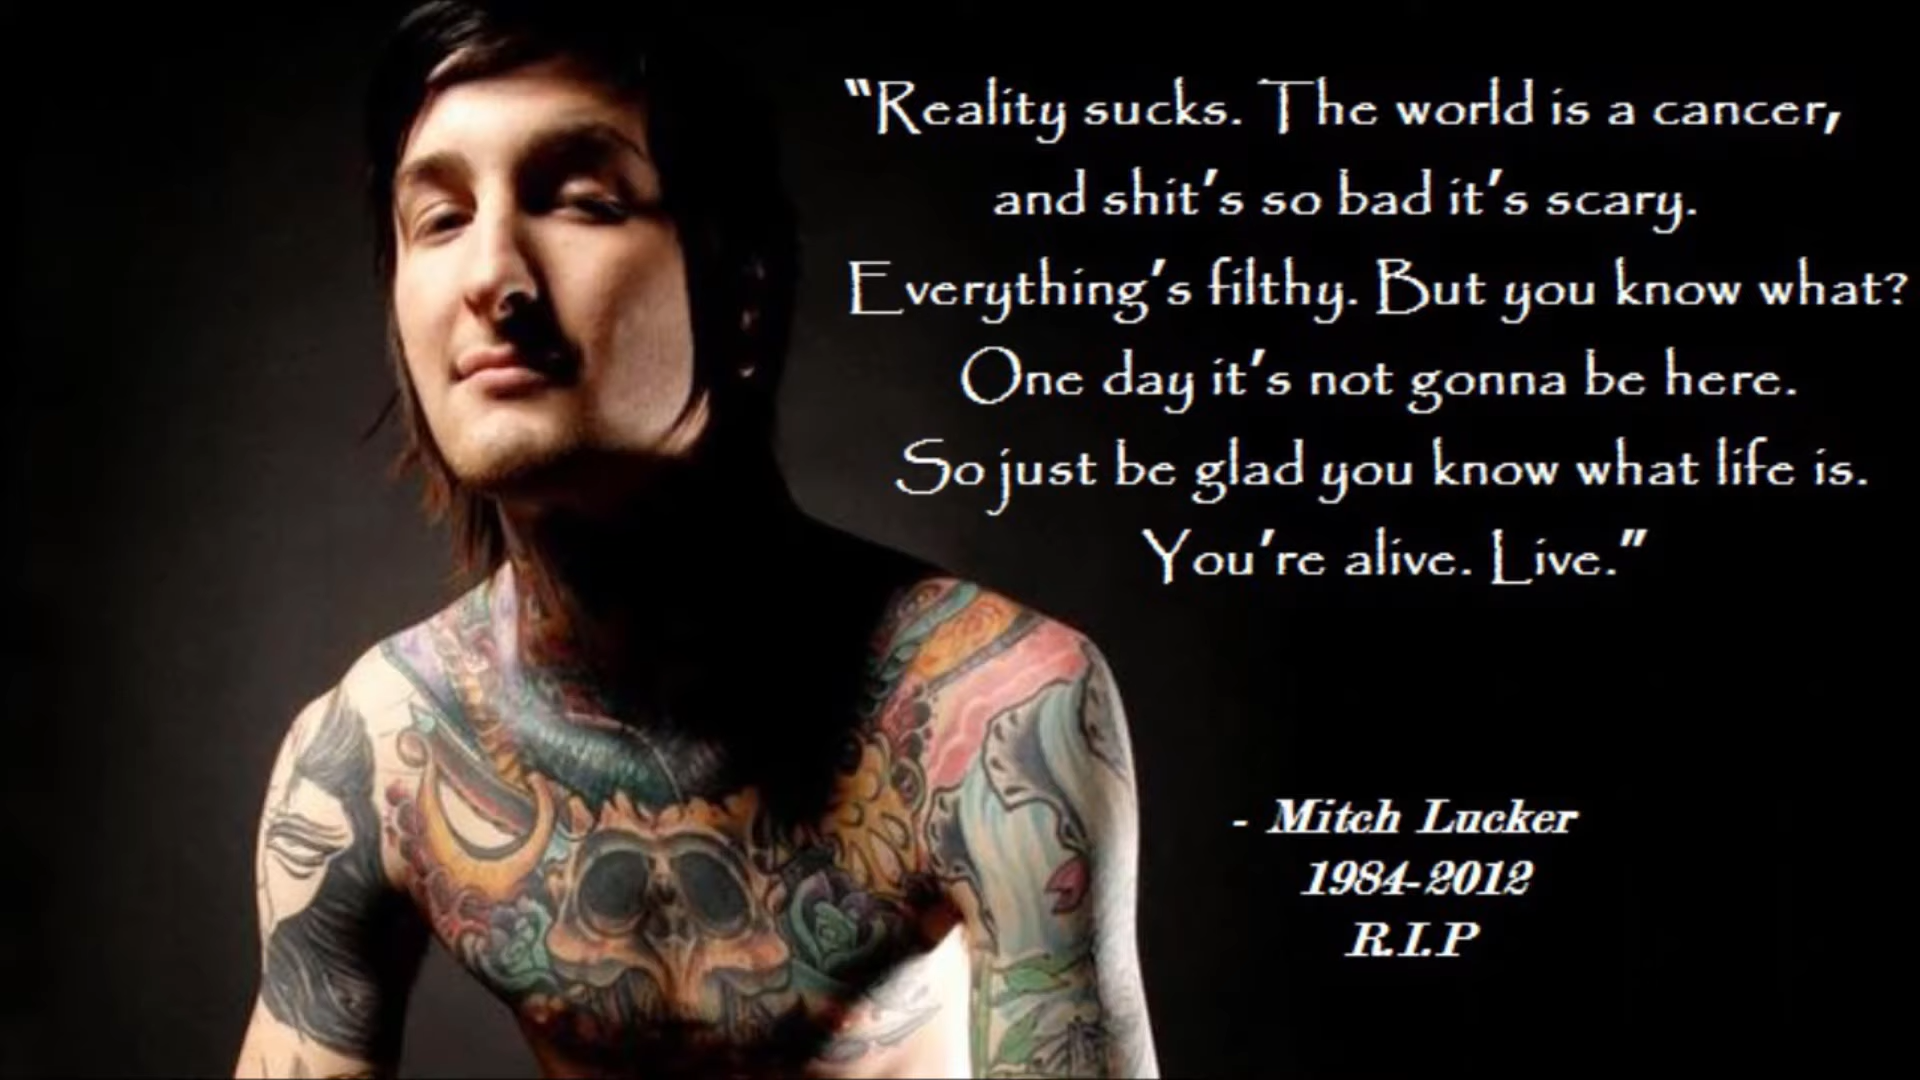 "Reality sucks. The world is a cancer,
and shit's so bad it's scary.
Everything's filthy. But you know what?
One day it's not gonna be here.
So just be glad you know what life is.
You're alive. Live."
- Mitch Lucker
1984-2012
R.I.P